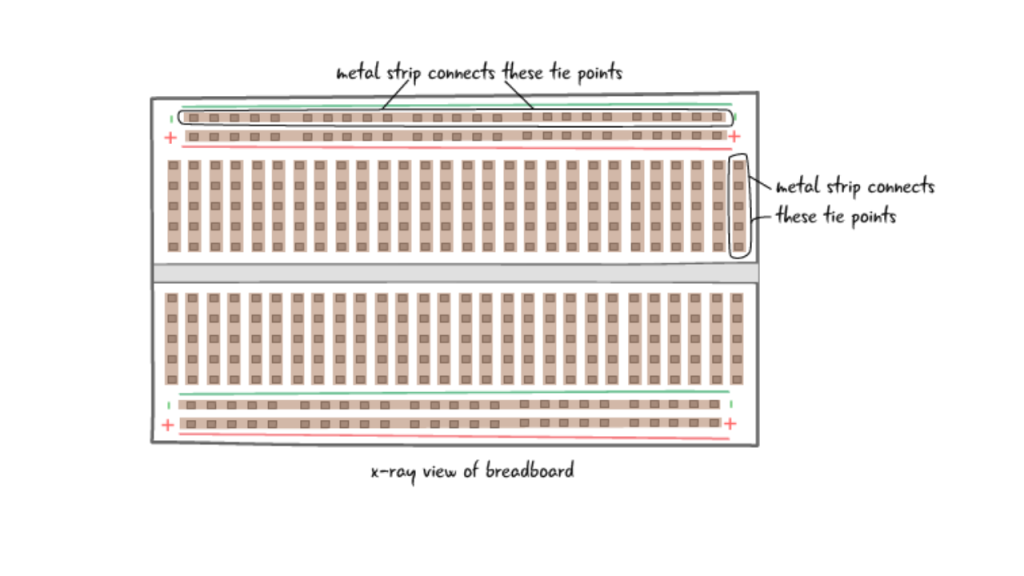 metal strip connects these tie points
+ +
metal strip connects
these tie points
+ +
x-ray view of breadboard